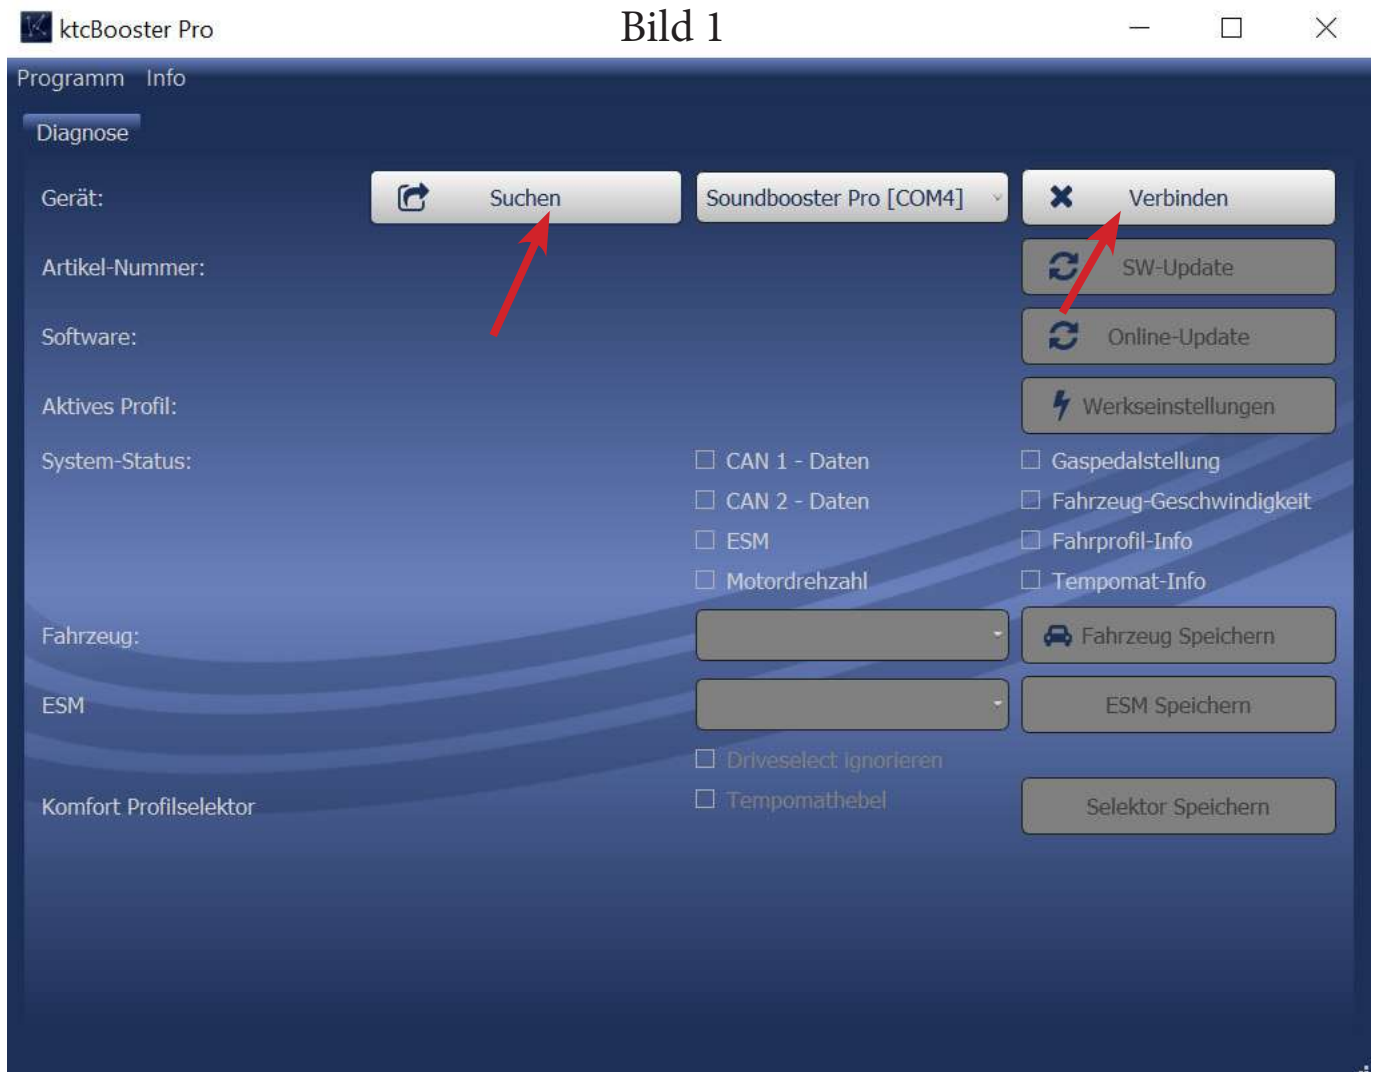 ktcBooster Pro
Bild 1
Programm Info
Diagnose
Gerät: Suchen Soundbooster Pro [COM4] Verbinden
Artikel-Nummer: SW-Update
Software: Online-Update
Aktives Profil: Werkseinstellungen
System-Status: CAN 1 - Daten Gaspedalstellung
CAN 2 - Daten Fahrzeug-Geschwindigkeit
ESM Fahrprofil-Info
Motordrehzahl Tempomat-Info
Fahrzeug: Fahrzeug Speichern
ESM ESM Speichern
Driveselect ignorieren
Komfort Profilselektor Tempomathebel Selektor Speichern